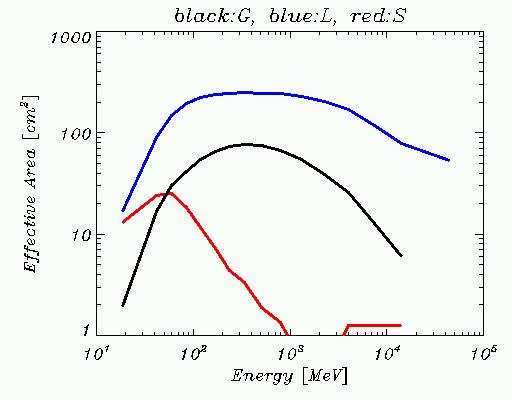 black:G, blue:L, red:S
Effective Area [cm²]
1000
100
10
1
10¹ 10² 10³ 10⁴ 10⁵
Energy [MeV]